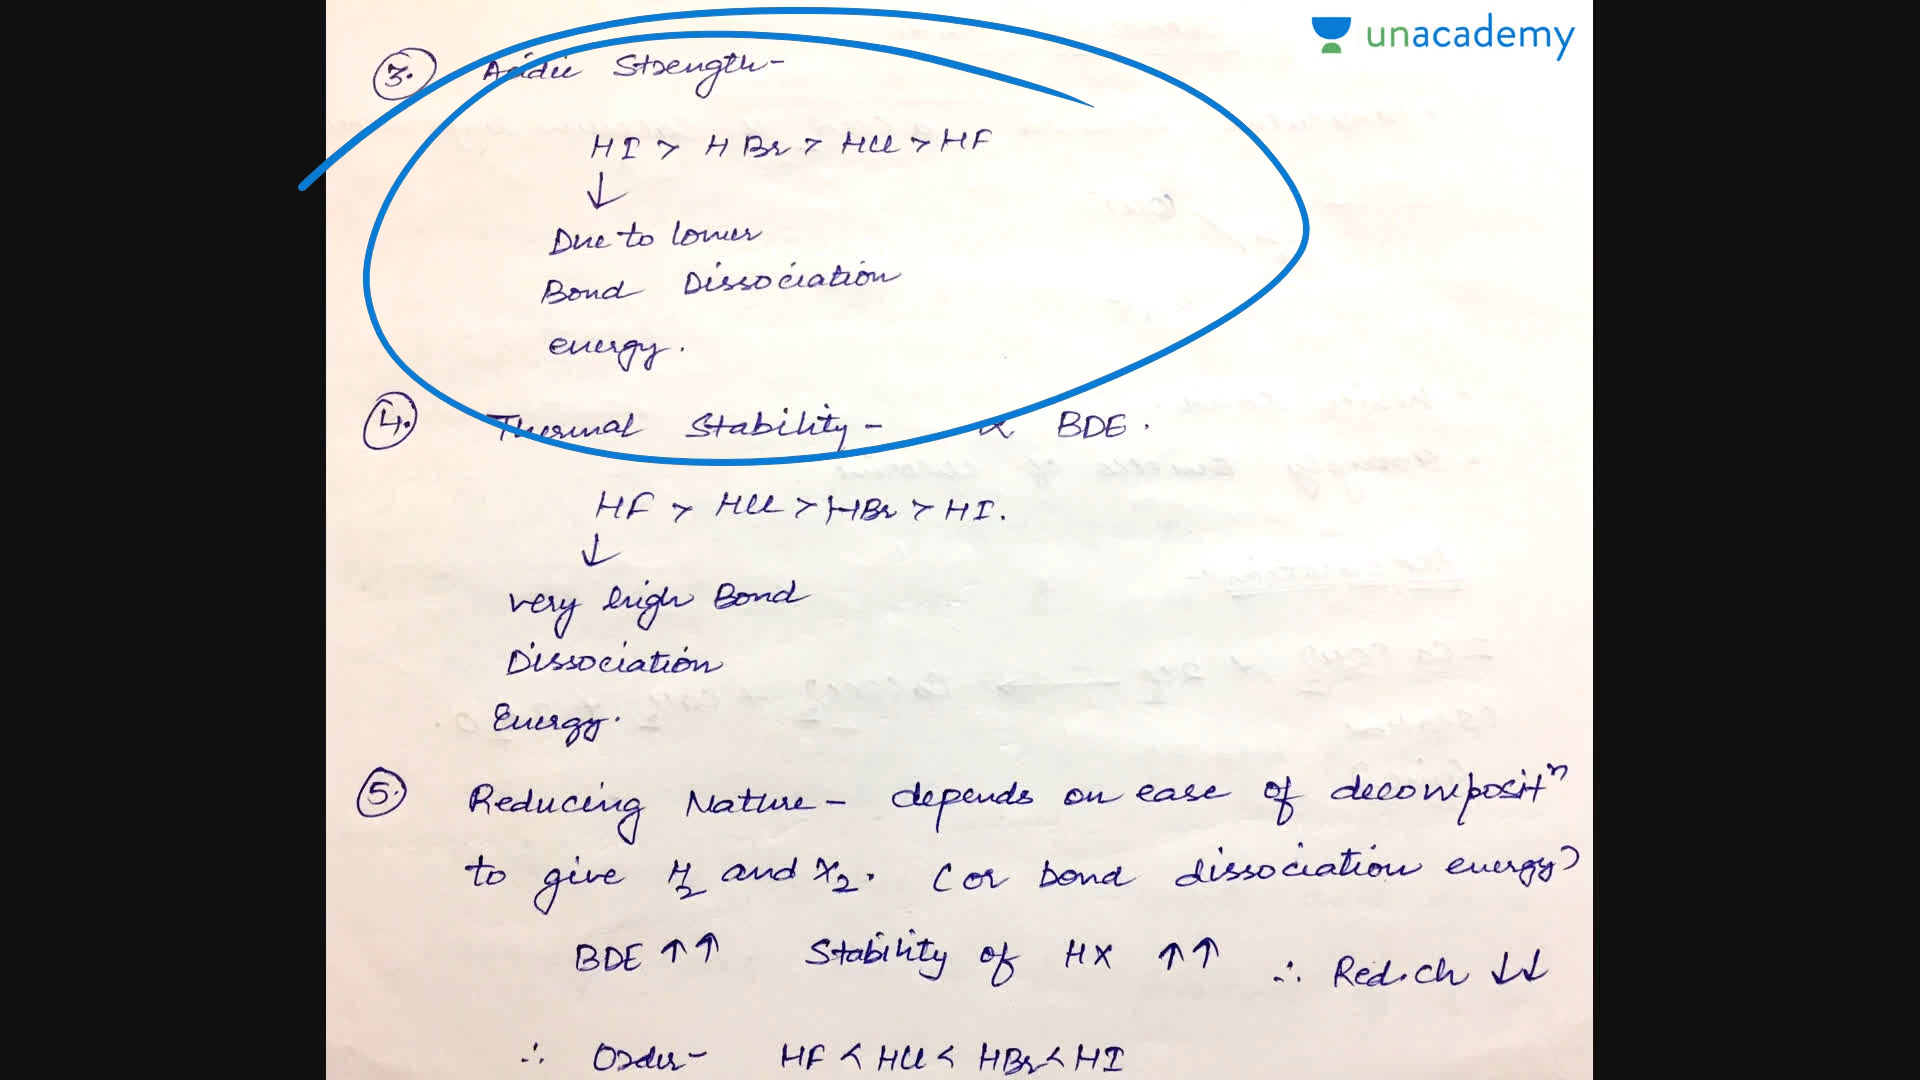 unacademy
3. Acidic Strength-
HI > HBr > HCl > HF
↓
Due to lower
Bond Dissociation
energy.
4. Thermal Stability- ∝ BDE.
HF > HCl > HBr > HI.
↓
very high Bond
Dissociation
Energy.
5. Reducing Nature- depends on ease of decompositⁿ
to give H₂ and X₂. (or bond dissociation energy)
BDE ↑↑ Stability of HX ↑↑ ∴ Red.ch ↓↓
∴ Order- HF < HCl < HBr < HI